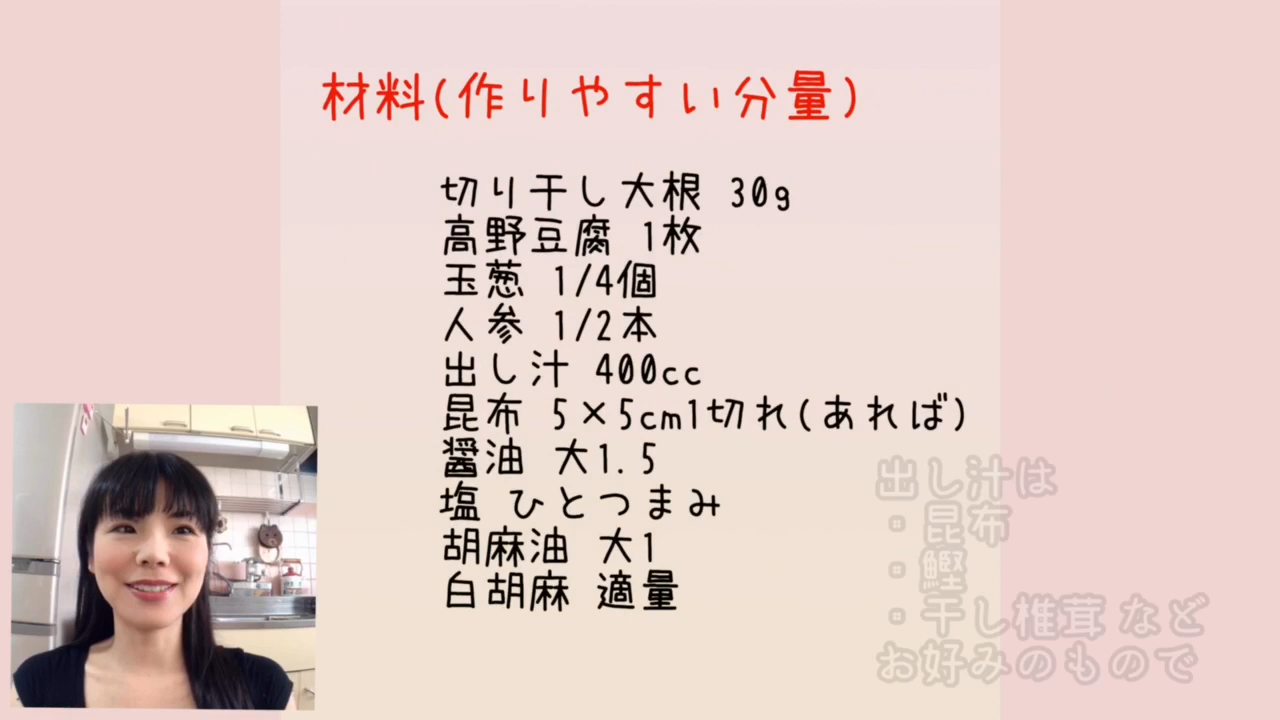 材料(作りやすい分量)
切り干し大根 30g
高野豆腐 1枚
玉葱 1/4個
人参 1/2本
出し汁 400cc
昆布 5×5cm1切れ(あれば)
醤油 大1.5
塩 ひとつまみ
胡麻油 大1
白胡麻 適量
出し汁は
・昆布
・鰹
・干し椎茸 など
お好みのもので